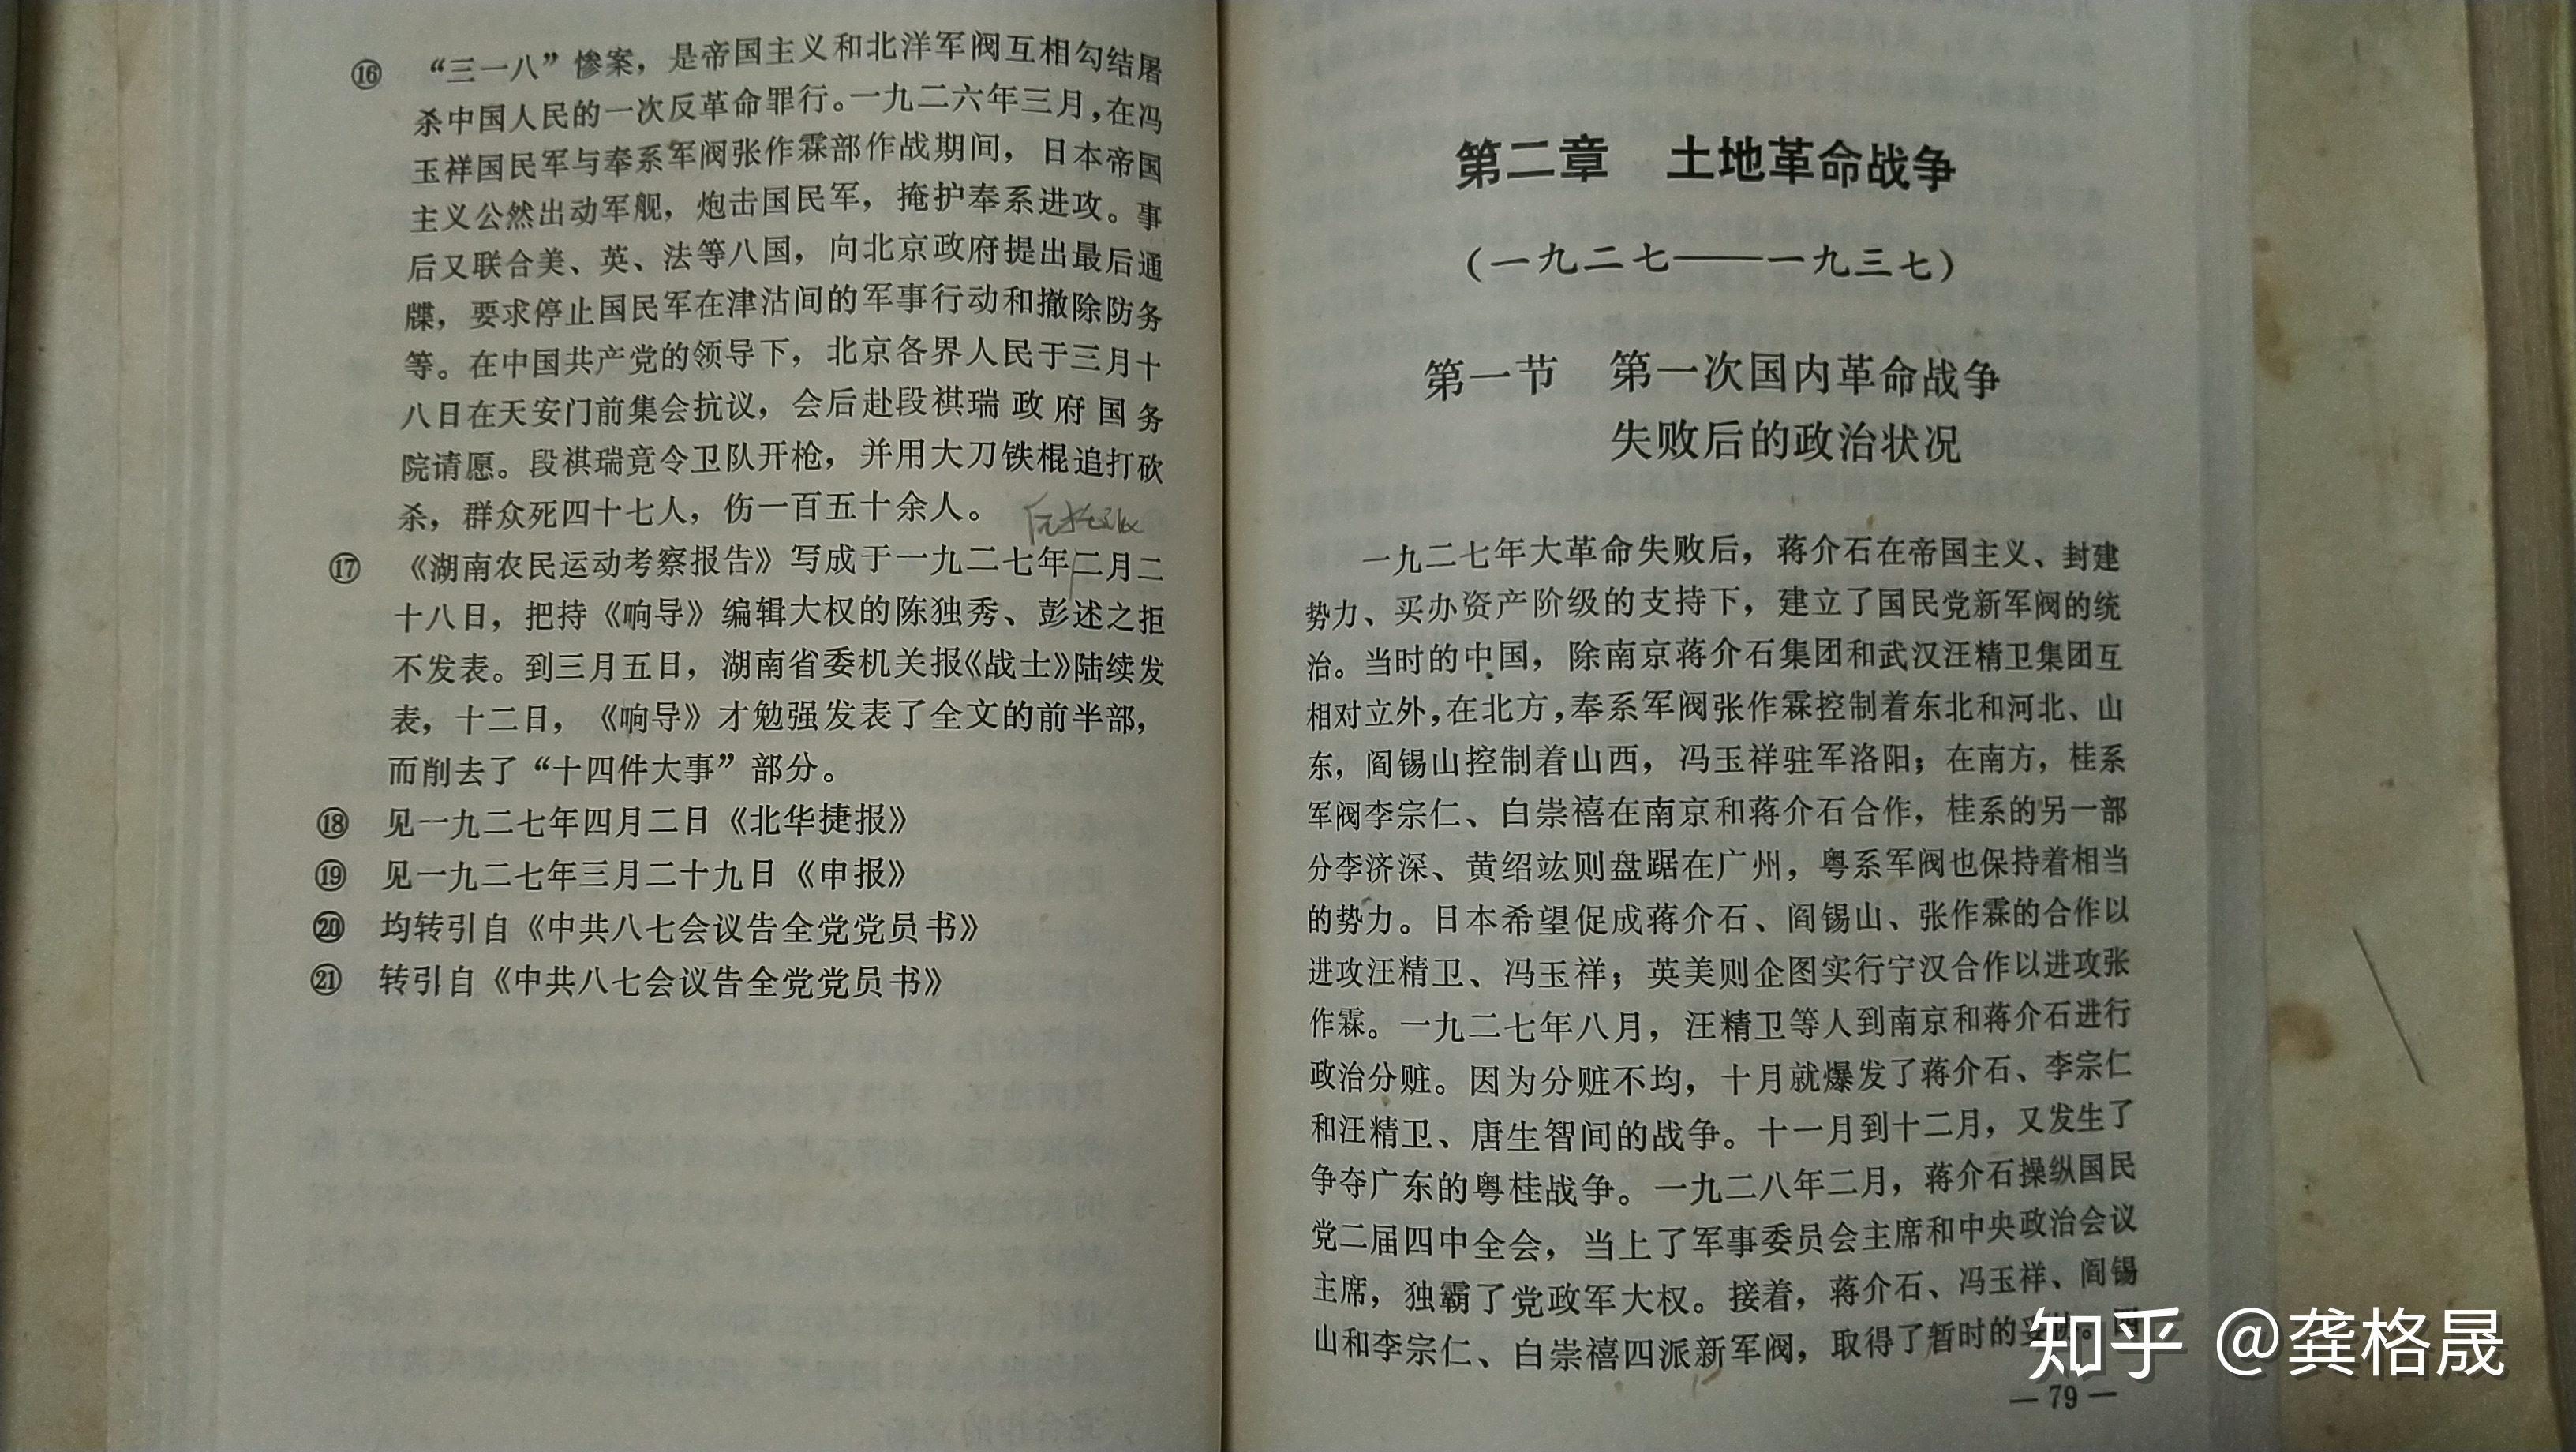 ⑯ “三一八”惨案，是帝国主义和北洋军阀互相勾结屠
杀中国人民的一次反革命罪行。一九二六年三月，在冯
玉祥国民军与奉系军阀张作霖部作战期间，日本帝国
主义公然出动军舰，炮击国民军，掩护奉系进攻。事
后又联合美、英、法等八国，向北京政府提出最后通
牒，要求停止国民军在津沽间的军事行动和撤除防务
等。在中国共产党的领导下，北京各界人民于三月十
八日在天安门前集会抗议，会后赴段祺瑞政府国务
院请愿。段祺瑞竟令卫队开枪，并用大刀铁棍追打砍
杀，群众死四十七人，伤一百五十余人。
⑰ 《湖南农民运动考察报告》写成于一九二七年二月二
十八日，把持《响导》编辑大权的陈独秀、彭述之拒
不发表。到三月五日，湖南省委机关报《战士》陆续发
表，十二日，《响导》才勉强发表了全文的前半部，
而削去了“十四件大事”部分。
⑱ 见一九二七年四月二日《北华捷报》
⑲ 见一九二七年三月二十九日《申报》
⑳ 均转引自《中共八七会议告全党党员书》
㉑ 转引自《中共八七会议告全党党员书》
第二章 土地革命战争
（一九二七——一九三七）
第一节 第一次国内革命战争
失败后的政治状况
一九二七年大革命失败后，蒋介石在帝国主义、封建
势力、买办资产阶级的支持下，建立了国民党新军阀的统
治。当时的中国，除南京蒋介石集团和武汉汪精卫集团互
相对立外，在北方，奉系军阀张作霖控制着东北和河北、山
东，阎锡山控制着山西，冯玉祥驻军洛阳；在南方，桂系
军阀李宗仁、白崇禧在南京和蒋介石合作，桂系的另一部
分李济深、黄绍竑则盘踞在广州，粤系军阀也保持着相当
的势力。日本希望促成蒋介石、阎锡山、张作霖的合作以
进攻汪精卫、冯玉祥；英美则企图实行宁汉合作以进攻张
作霖。一九二七年八月，汪精卫等人到南京和蒋介石进行
政治分赃。因为分赃不均，十月就爆发了蒋介石、李宗仁
和汪精卫、唐生智间的战争。十一月到十二月，又发生了
争夺广东的粤桂战争。一九二八年二月，蒋介石操纵国民
党二届四中全会，当上了军事委员会主席和中央政治会议
主席，独霸了党政军大权。接着，蒋介石、冯玉祥、阎锡
山和李宗仁、白崇禧四派新军阀，取得了暂时的
知乎 @龚格晟
— 79 —